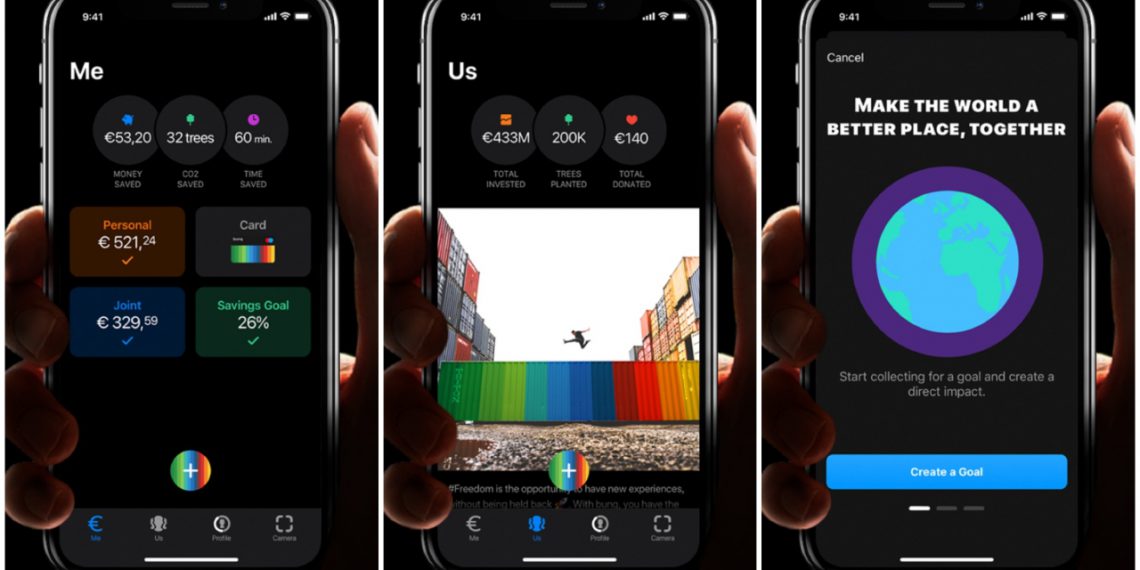 9:41
Me
€53,20
32 trees
60 min.
MONEY
SAVED
CO2
SAVED
TIME
SAVED
Personal
€ 521,24
Card
Joint
€ 329,59
Savings Goal
26%
Me
Us
Profile
Camera
9:41
Us
€433M
200K
€140
TOTAL
INVESTED
TREES
PLANTED
TOTAL
DONATED
#Freedom is the opportunity to have new experiences,
without being held back 🚀. With bunq, you have the
Me
Us
Profile
Camera
9:41
Cancel
MAKE THE WORLD A
BETTER PLACE, TOGETHER
Start collecting for a goal and create a
direct impact.
Create a Goal